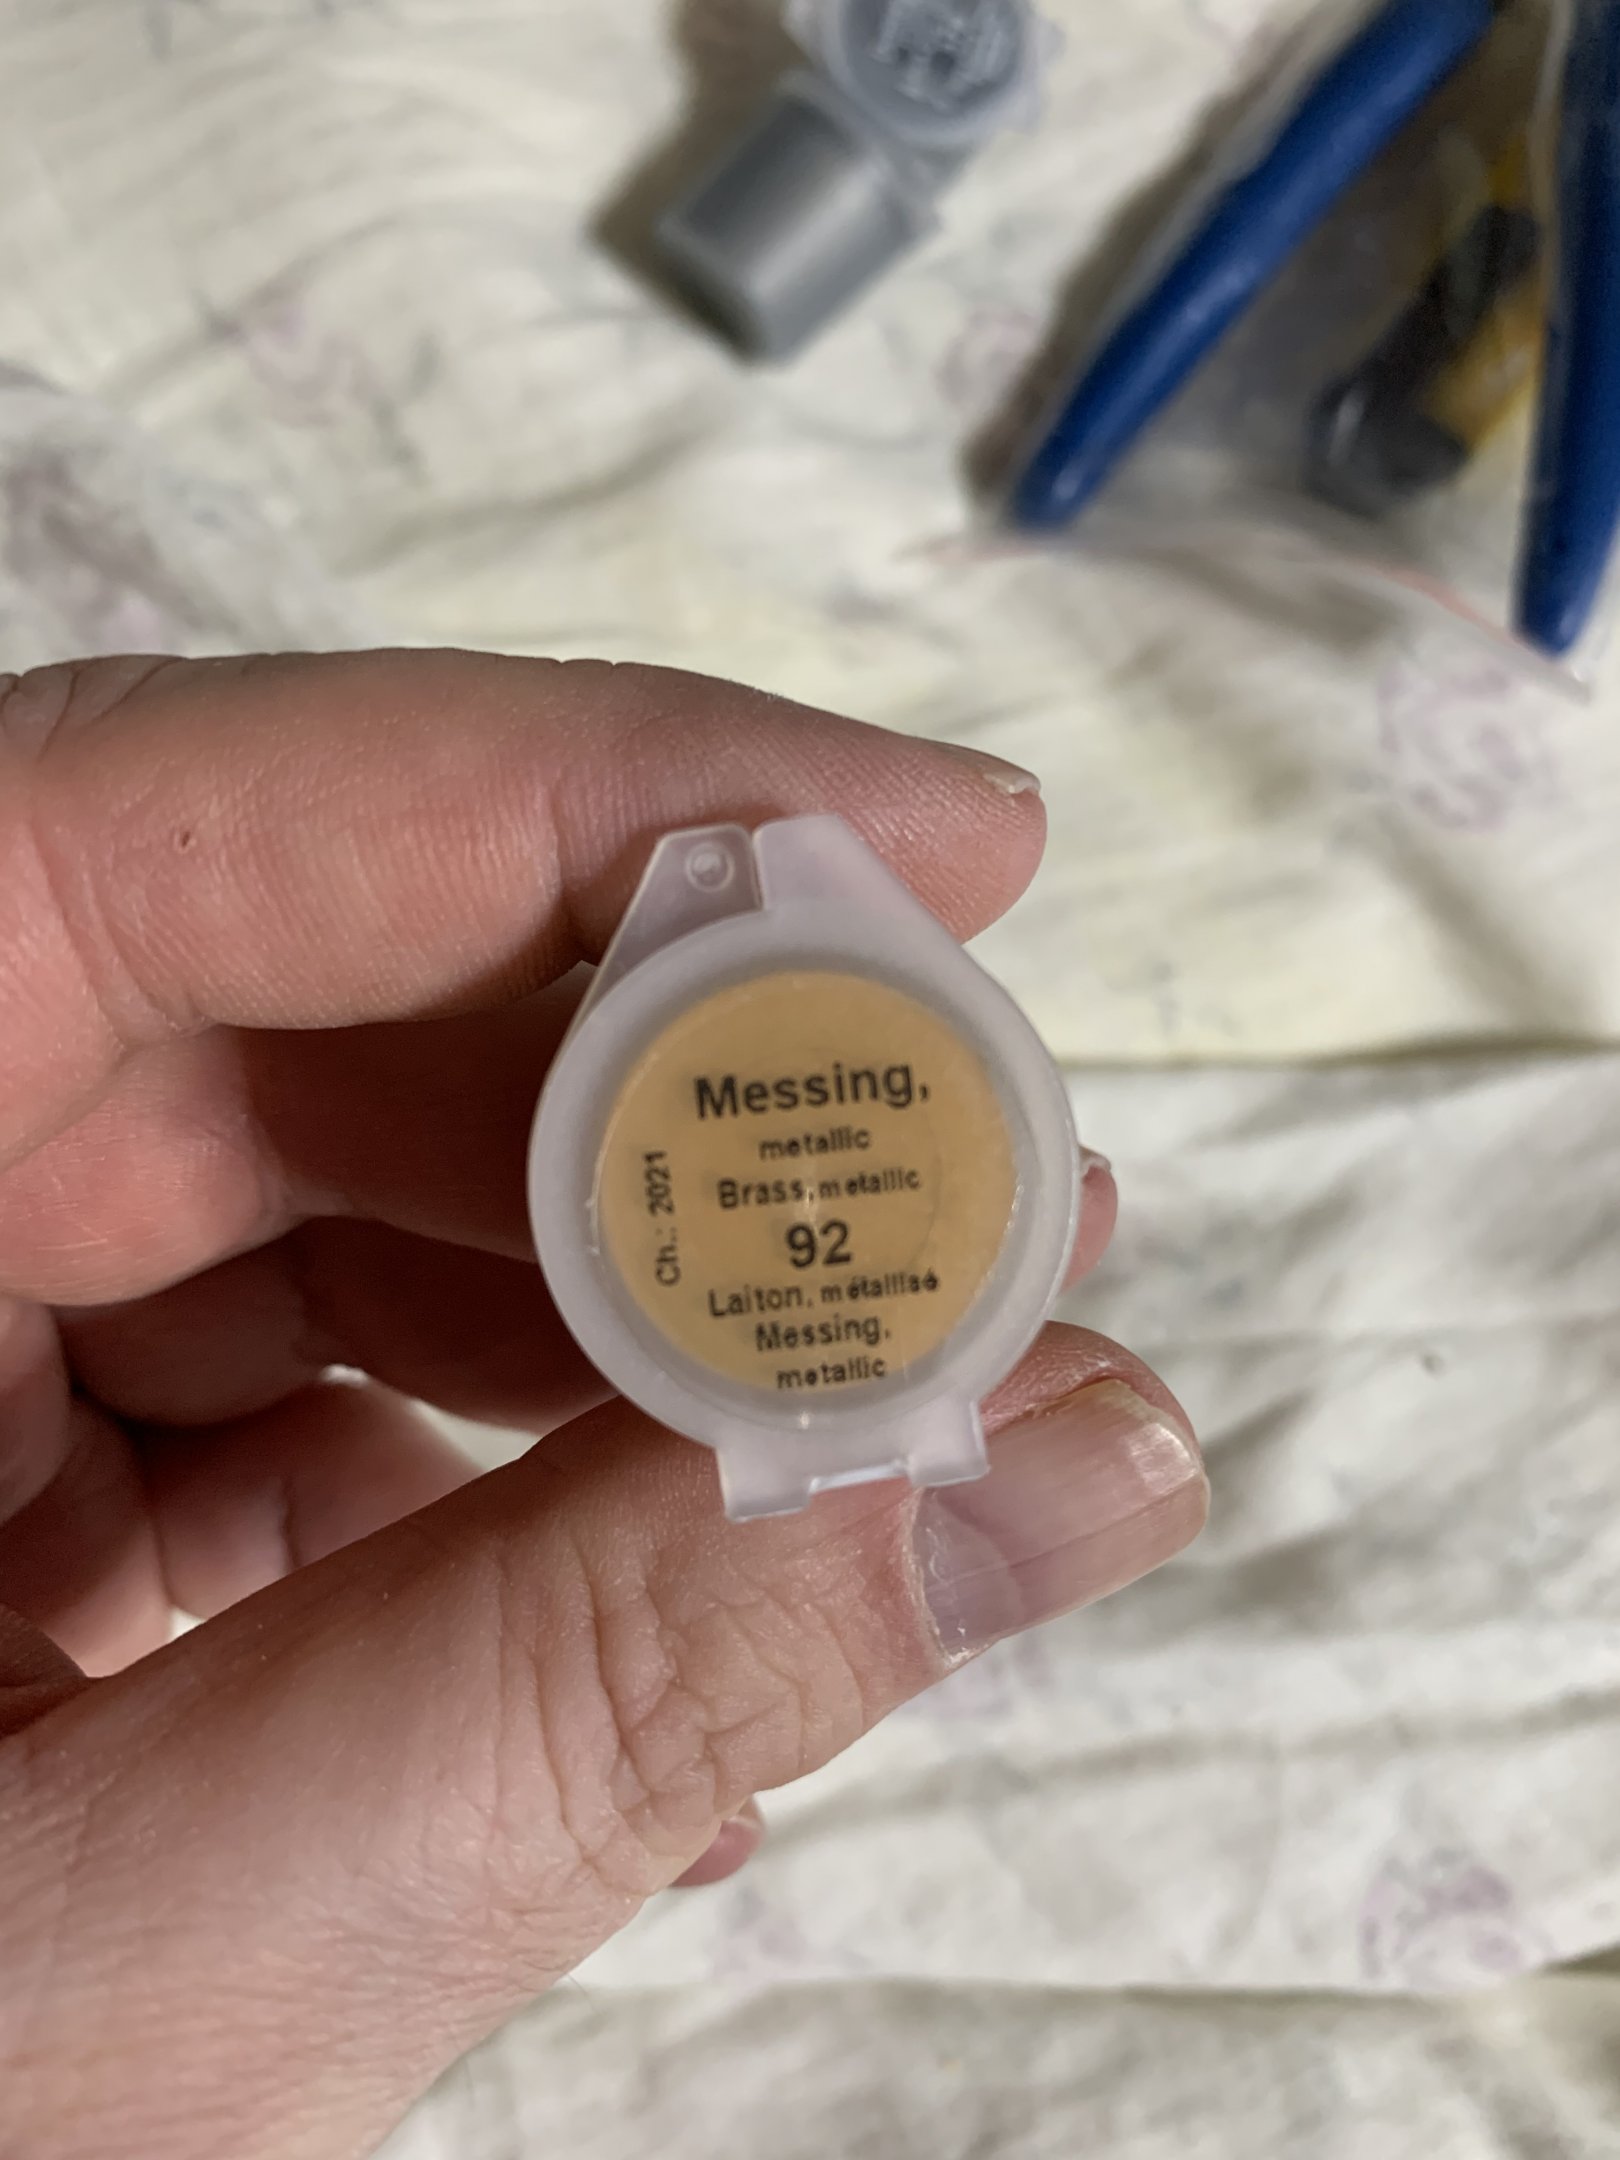 Messing,
metallic
Brass, metallic
92
Laiton, métallisé
Messing,
metallic
Ch.: 2021